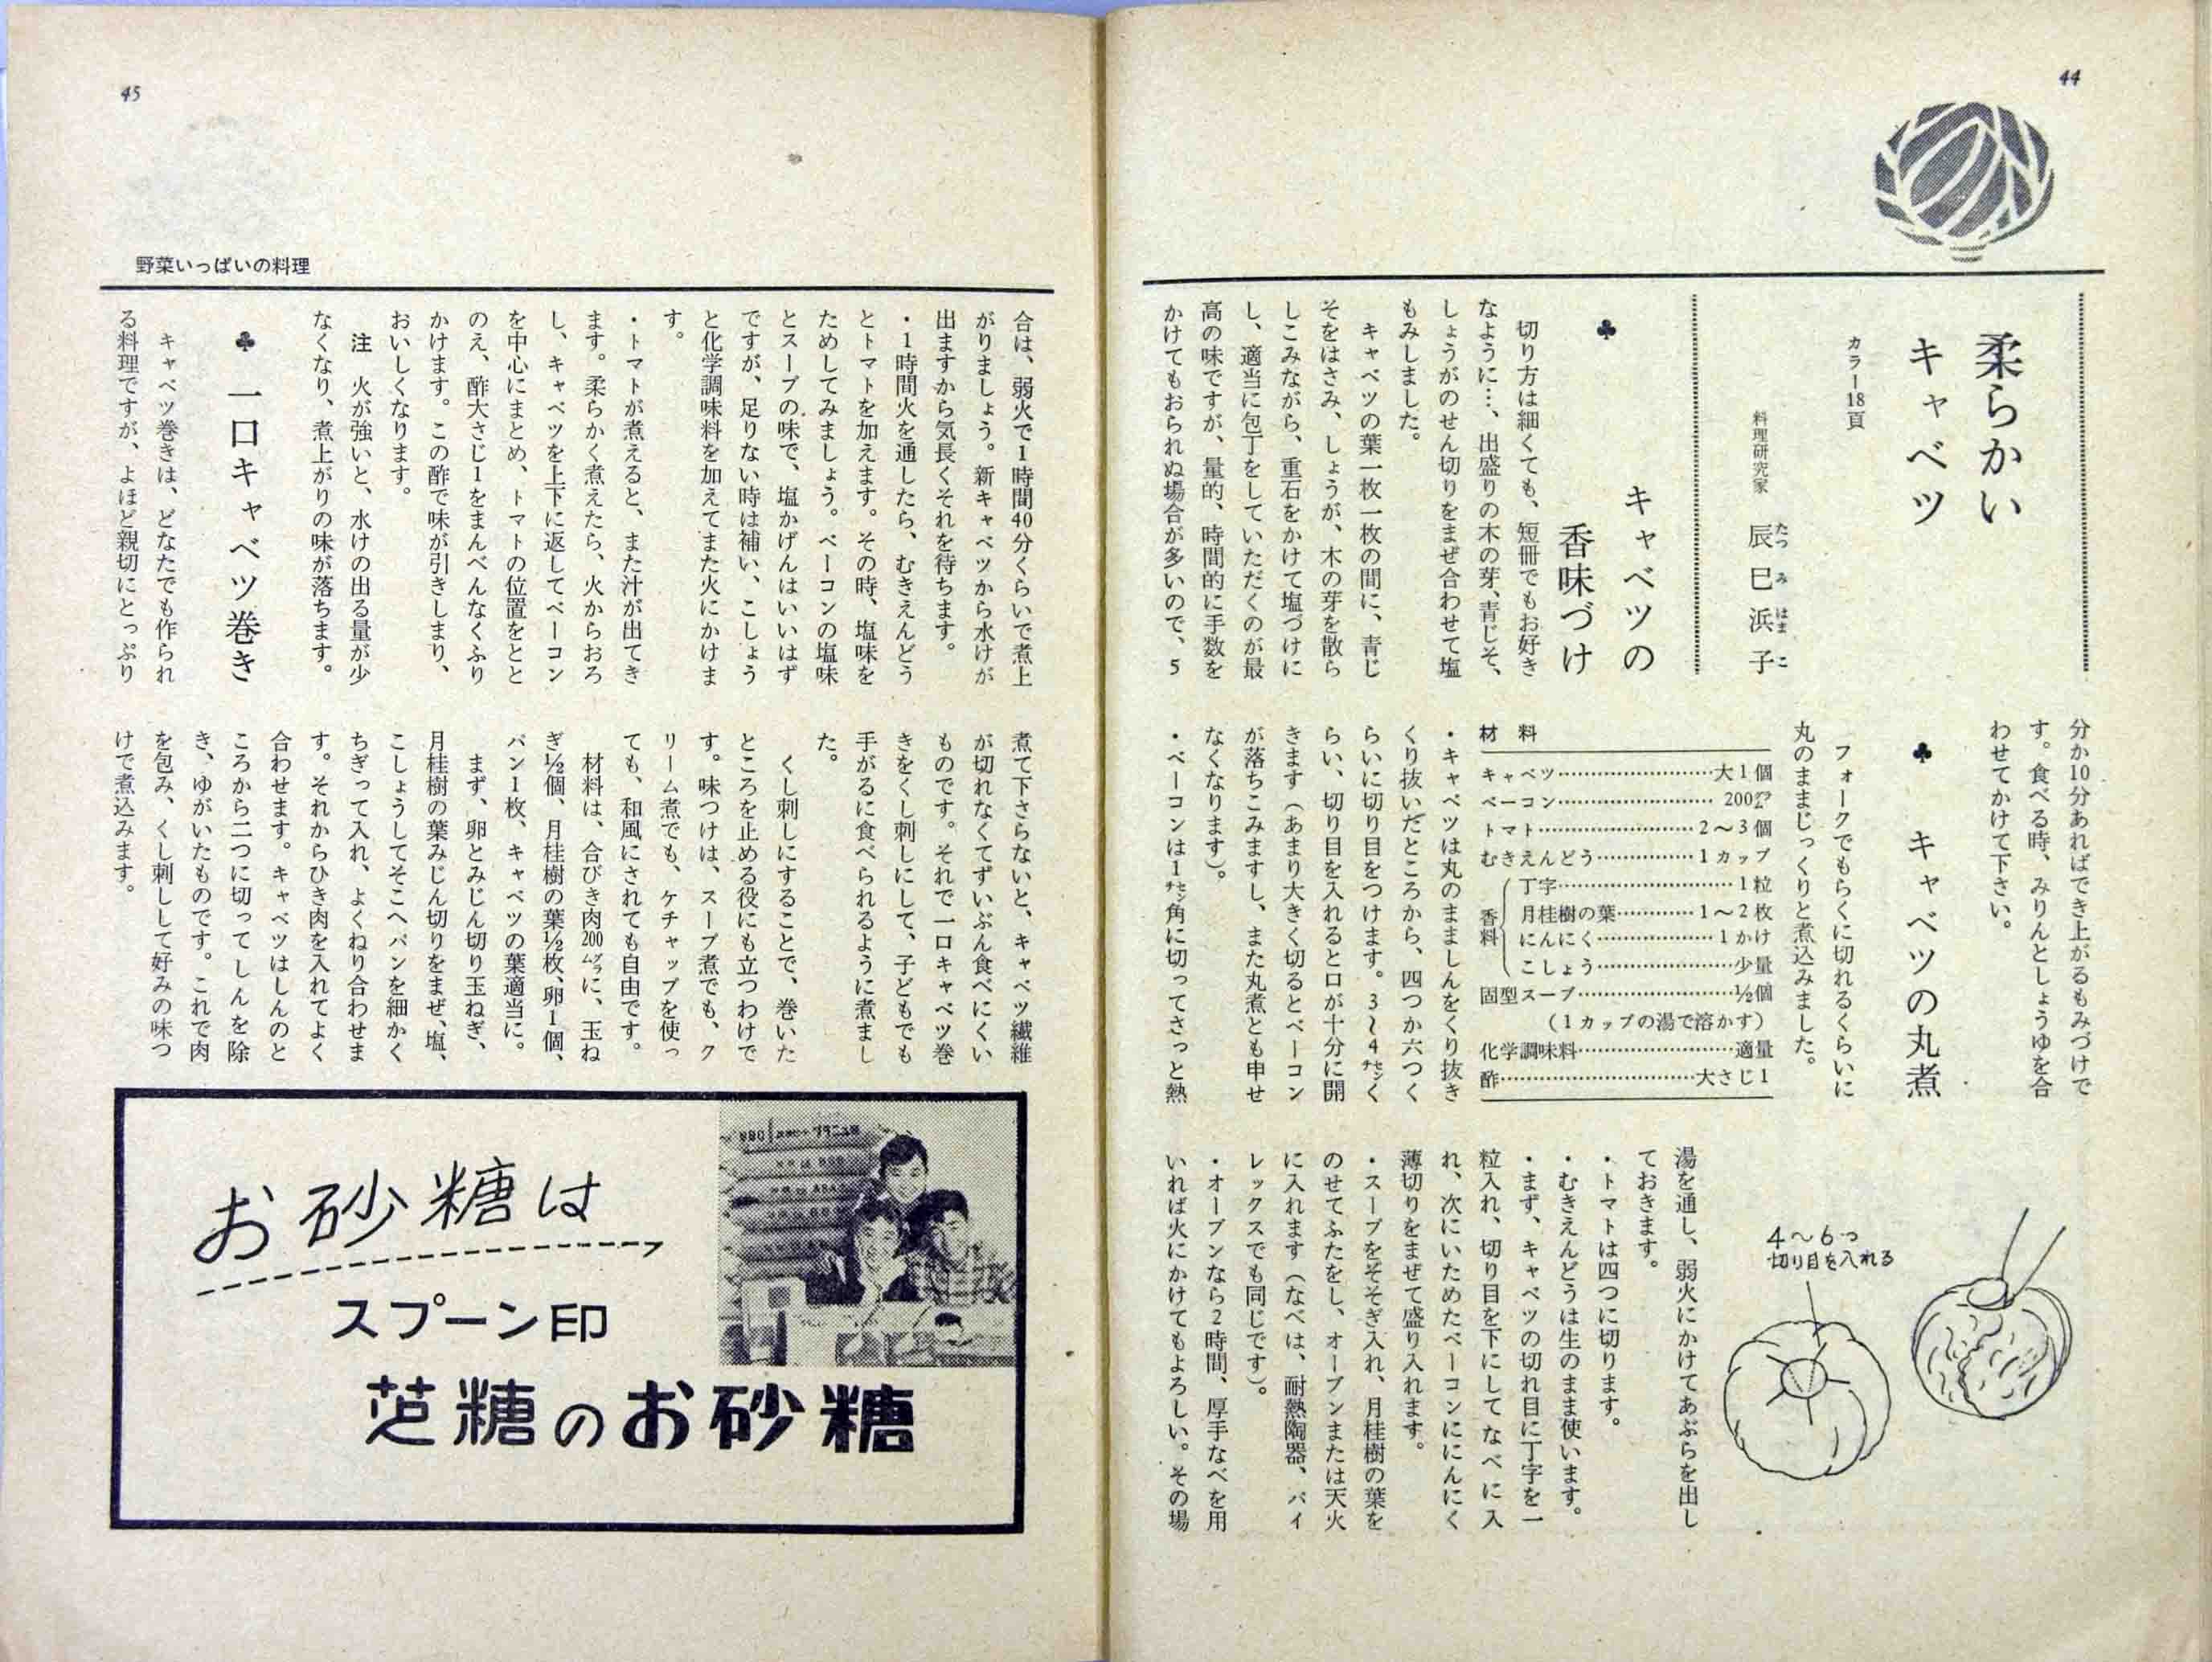 44
柔らかい
キャベツ
カラー18頁
料理研究家　辰巳浜子
たつみはまこ
♣ キャベツの
香味づけ
切り方は細くても、短冊でもお好き
なように…、出盛りの木の芽、青じそ、
しょうがのせん切りをまぜ合わせて塩
もみしました。
キャベツの葉一枚一枚の間に、青じ
そをはさみ、しょうが、木の芽を散ら
しこみながら、重石をかけて塩づけに
し、適当に包丁をしていただくのが最
高の味ですが、量的、時間的に手数を
かけてもおられぬ場合が多いので、5
分か10分あればでき上がるもみづけで
す。食べる時、みりんとしょうゆを合
わせてかけて下さい。
♣ キャベツの丸煮
フォークでもらくに切れるくらいに
丸のままじっくりと煮込みました。
材　料
キャベツ……………………大1個
ベーコン…………………… 200㌘
トマト……………………2～3個
むきえんどう……………1カップ
香料
丁字………………………1粒
月桂樹の葉…………1～2枚
にんにく………………1かけ
こしょう…………………少量
固型スープ……………………½個
（1カップの湯で溶かす）
化学調味料……………………適量
酢…………………………大さじ1
・キャベツは丸のまましんをくり抜き
くり抜いだところから、四つか六つく
らいに切り目をつけます。3～4㌢く
らい、切り目を入れると口が十分に開
きます（あまり大きく切るとベーコン
が落ちこみますし、また丸煮とも申せ
なくなります）。
・ベーコンは1㌢角に切ってさっと熱
湯を通し、弱火にかけてあぶらを出し
ておきます。
・トマトは四つに切ります。
・むきえんどうは生のまま使います。
・まず、キャベツの切れ目に丁字を一
粒入れ、切り目を下にしてなべに入
れ、次にいためたベーコンににんにく
薄切りをまぜて盛り入れます。
・スープをそそぎ入れ、月桂樹の葉を
のせてふたをし、オーブンまたは天火
に入れます（なべは、耐熱陶器、パイ
レックスでも同じです）。
・オーブンなら2時間、厚手なべを用
いれば火にかけてもよろしい。その場
4～6つ
切り目を入れる
45
野菜いっぱいの料理
合は、弱火で1時間40分くらいで煮上
がりましょう。新キャベツから水けが
出ますから気長くそれを待ちます。
・1時間火を通したら、むきえんどう
とトマトを加えます。その時、塩味を
ためしてみましょう。ベーコンの塩味
とスープの味で、塩かげんはいいはず
ですが、足りない時は補い、こしょう
と化学調味料を加えてまた火にかけま
す。
・トマトが煮えると、また汁が出てき
ます。柔らかく煮えたら、火からおろ
し、キャベツを上下に返してベーコン
を中心にまとめ、トマトの位置をとと
のえ、酢大さじ1をまんべんなくふり
かけます。この酢で味が引きしまり、
おいしくなります。
注　火が強いと、水けの出る量が少
なくなり、煮上がりの味が落ちます。
♣ 一口キャベツ巻き
キャベツ巻きは、どなたでも作られ
る料理ですが、よほど親切にとっぷり
煮て下さらないと、キャベツ繊維
が切れなくてずいぶん食べにくい
ものです。それで一口キャベツ巻
きをくし刺しにして、子どもでも
手がるに食べられるように煮まし
た。
くし刺しにすることで、巻いた
ところを止める役にも立つわけで
す。味つけは、スープ煮でも、ク
リーム煮でも、ケチャップを使っ
ても、和風にされても自由です。
材料は、合びき肉200㌘に、玉ね
ぎ½個、月桂樹の葉½枚、卵1個、
パン1枚、キャベツの葉適当に。
まず、卵とみじん切り玉ねぎ、
月桂樹の葉みじん切りをまぜ、塩、
こしょうしてそこへパンを細かく
ちぎって入れ、よくねり合わせま
す。それからひき肉を入れてよく
合わせます。キャベツはしんのと
ころから二つに切ってしんを除
き、ゆがいたものです。これで肉
を包み、くし刺しして好みの味つ
けで煮込みます。
お砂糖は
スプーン印
芝糖のお砂糖